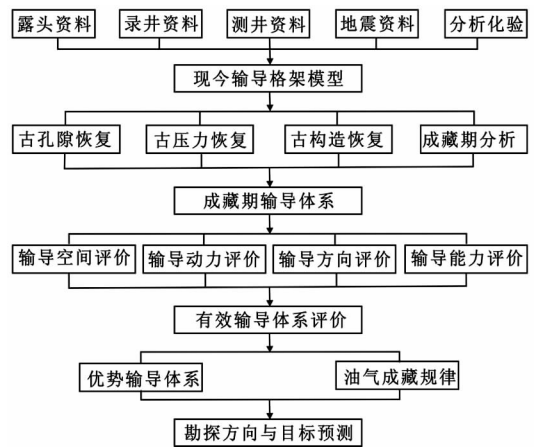 露头资料 录井资料 测井资料 地震资料 分析化验
现今输导格架模型
古孔隙恢复 古压力恢复 古构造恢复 成藏期分析
成藏期输导体系
输导空间评价 输导动力评价 输导方向评价 输导能力评价
有效输导体系评价
优势输导体系 油气成藏规律
勘探方向与目标预测